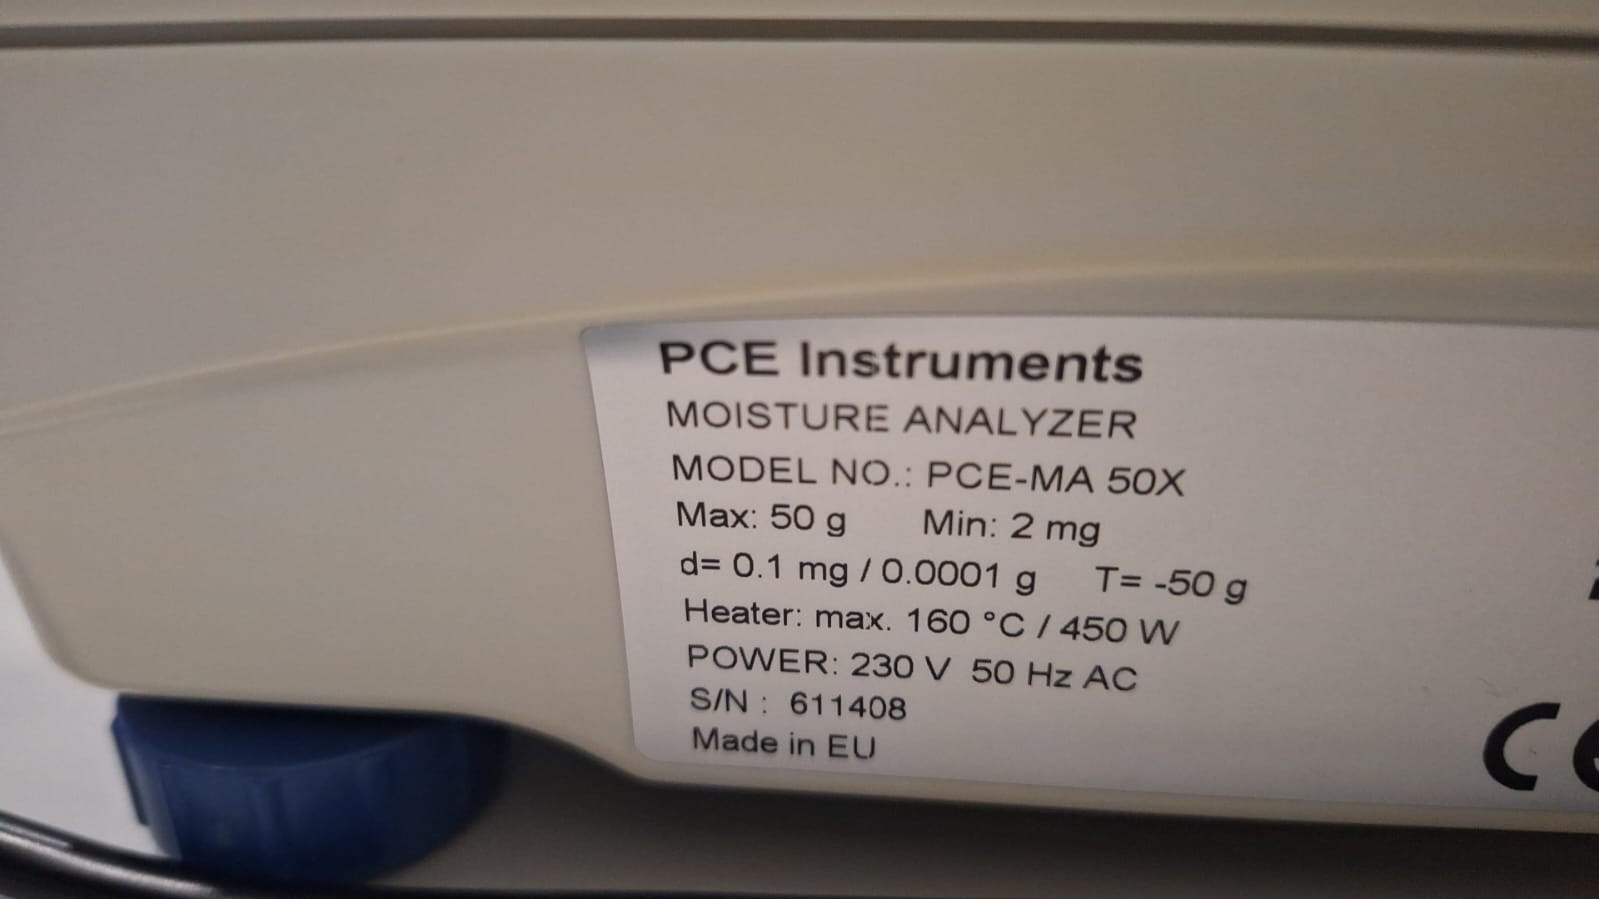 PCE Instruments
MOISTURE ANALYZER
MODEL NO.: PCE-MA 50X
Max: 50 g Min: 2 mg
d= 0.1 mg / 0.0001 g T= -50 g
Heater: max. 160 °C / 450 W
POWER: 230 V 50 Hz AC
S/N : 611408
Made in EU
CE